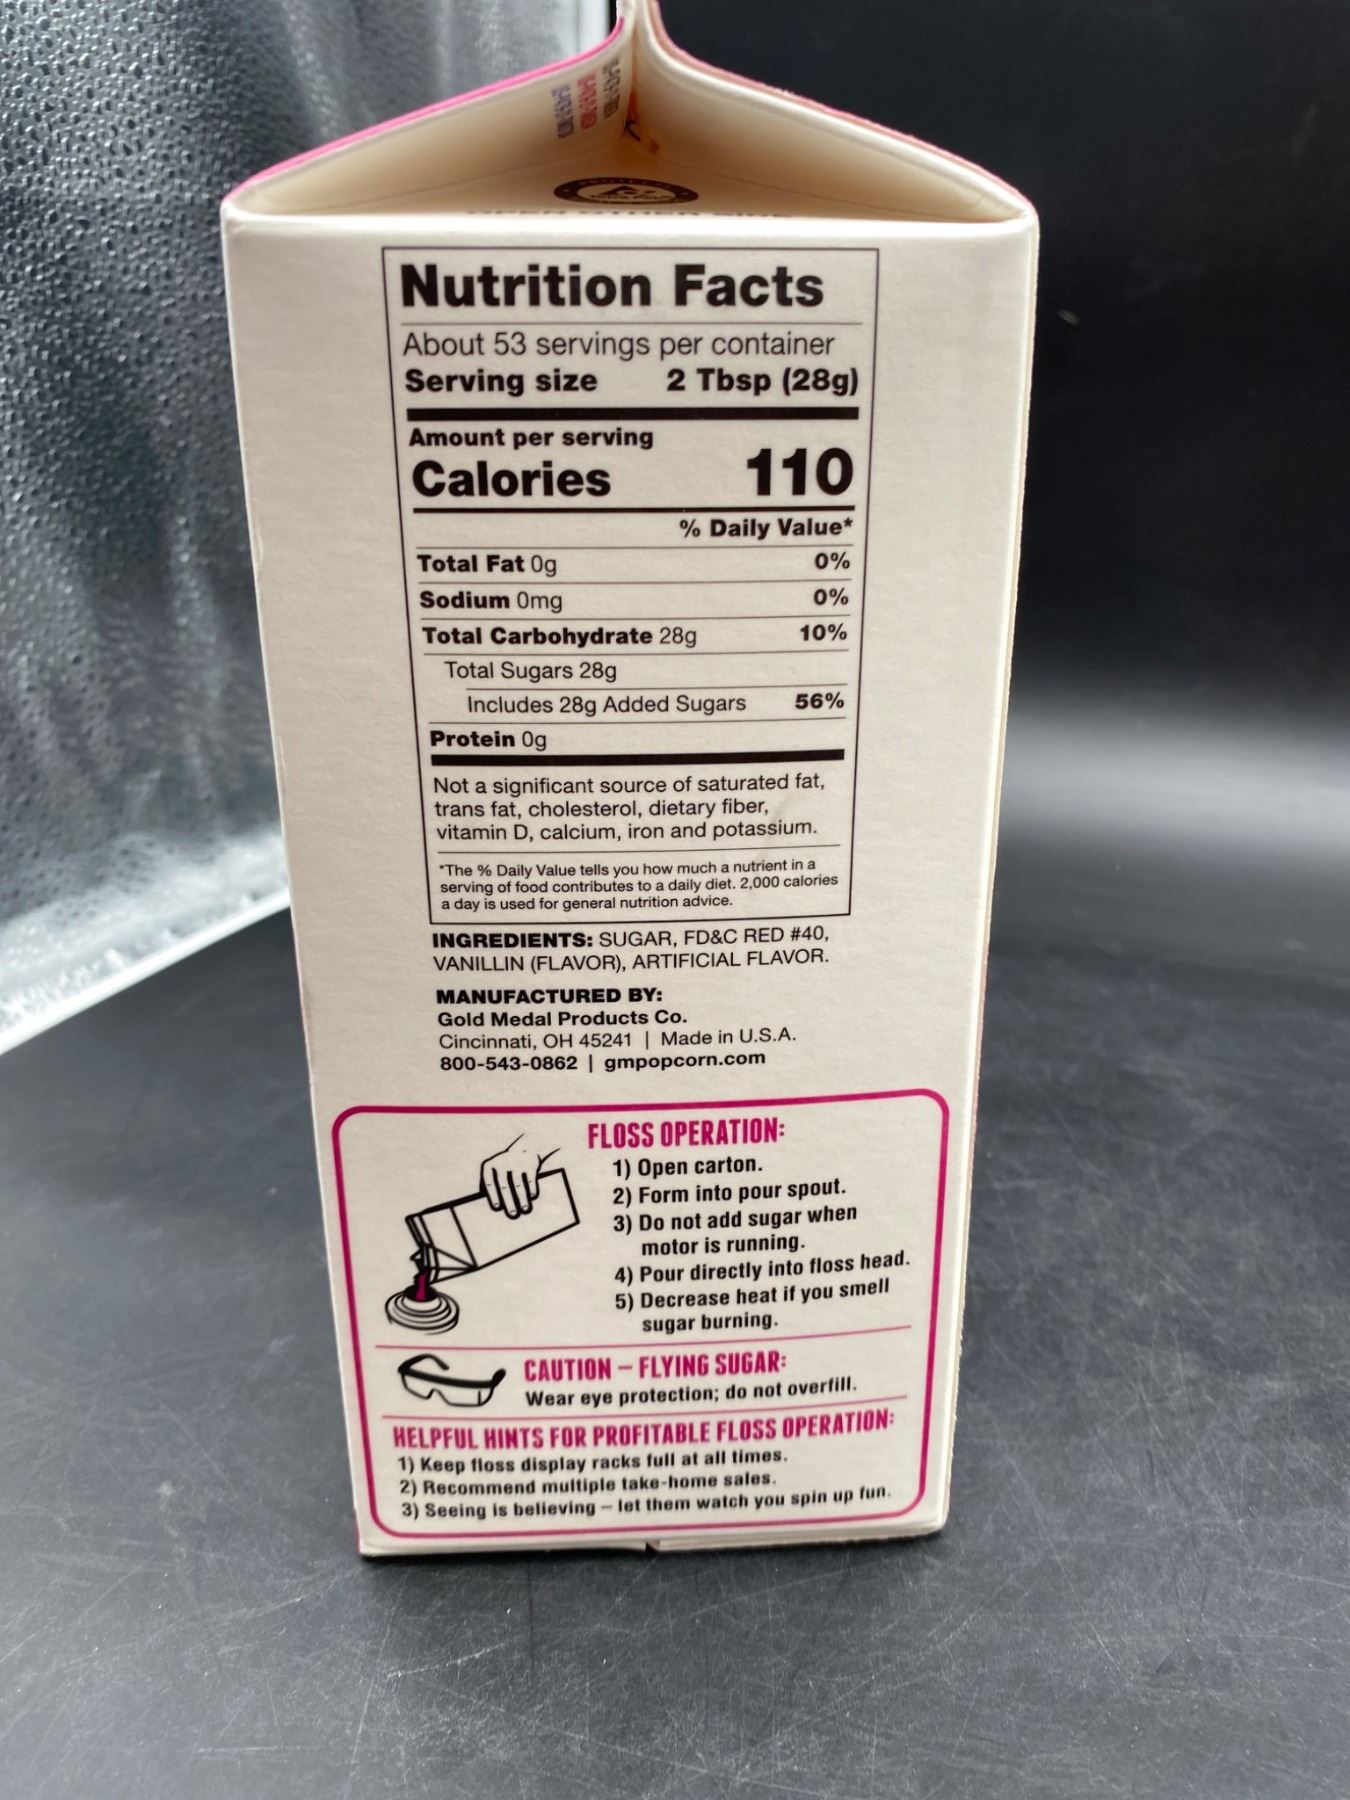 Nutrition Facts
About 53 servings per container
Serving size 2 Tbsp (28g)
Amount per serving
Calories 110
% Daily Value*
Total Fat 0g 0%
Sodium 0mg 0%
Total Carbohydrate 28g 10%
Total Sugars 28g
Includes 28g Added Sugars 56%
Protein 0g
Not a significant source of saturated fat,
trans fat, cholesterol, dietary fiber,
vitamin D, calcium, iron and potassium.
*The % Daily Value tells you how much a nutrient in a
serving of food contributes to a daily diet. 2,000 calories
a day is used for general nutrition advice.
INGREDIENTS: SUGAR, FD&C RED #40,
VANILLIN (FLAVOR), ARTIFICIAL FLAVOR.
MANUFACTURED BY:
Gold Medal Products Co.
Cincinnati, OH 45241 | Made in U.S.A.
800-543-0862 | gmpopcorn.com
FLOSS OPERATION:
1) Open carton.
2) Form into pour spout.
3) Do not add sugar when
motor is running.
4) Pour directly into floss head.
5) Decrease heat if you smell
sugar burning.
CAUTION – FLYING SUGAR:
Wear eye protection; do not overfill.
HELPFUL HINTS FOR PROFITABLE FLOSS OPERATION:
1) Keep floss display racks full at all times.
2) Recommend multiple take-home sales.
3) Seeing is believing – let them watch you spin up fun.